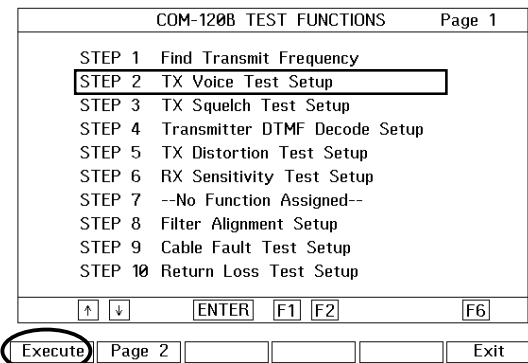 COM-120B TEST FUNCTIONS Page 1
STEP 1 Find Transmit Frequency
STEP 2 TX Voice Test Setup
STEP 3 TX Squelch Test Setup
STEP 4 Transmitter DTMF Decode Setup
STEP 5 TX Distortion Test Setup
STEP 6 RX Sensitivity Test Setup
STEP 7 --No Function Assigned--
STEP 8 Filter Alignment Setup
STEP 9 Cable Fault Test Setup
STEP 10 Return Loss Test Setup
↑ ↓ ENTER F1 F2 F6
Execute Page 2 Exit